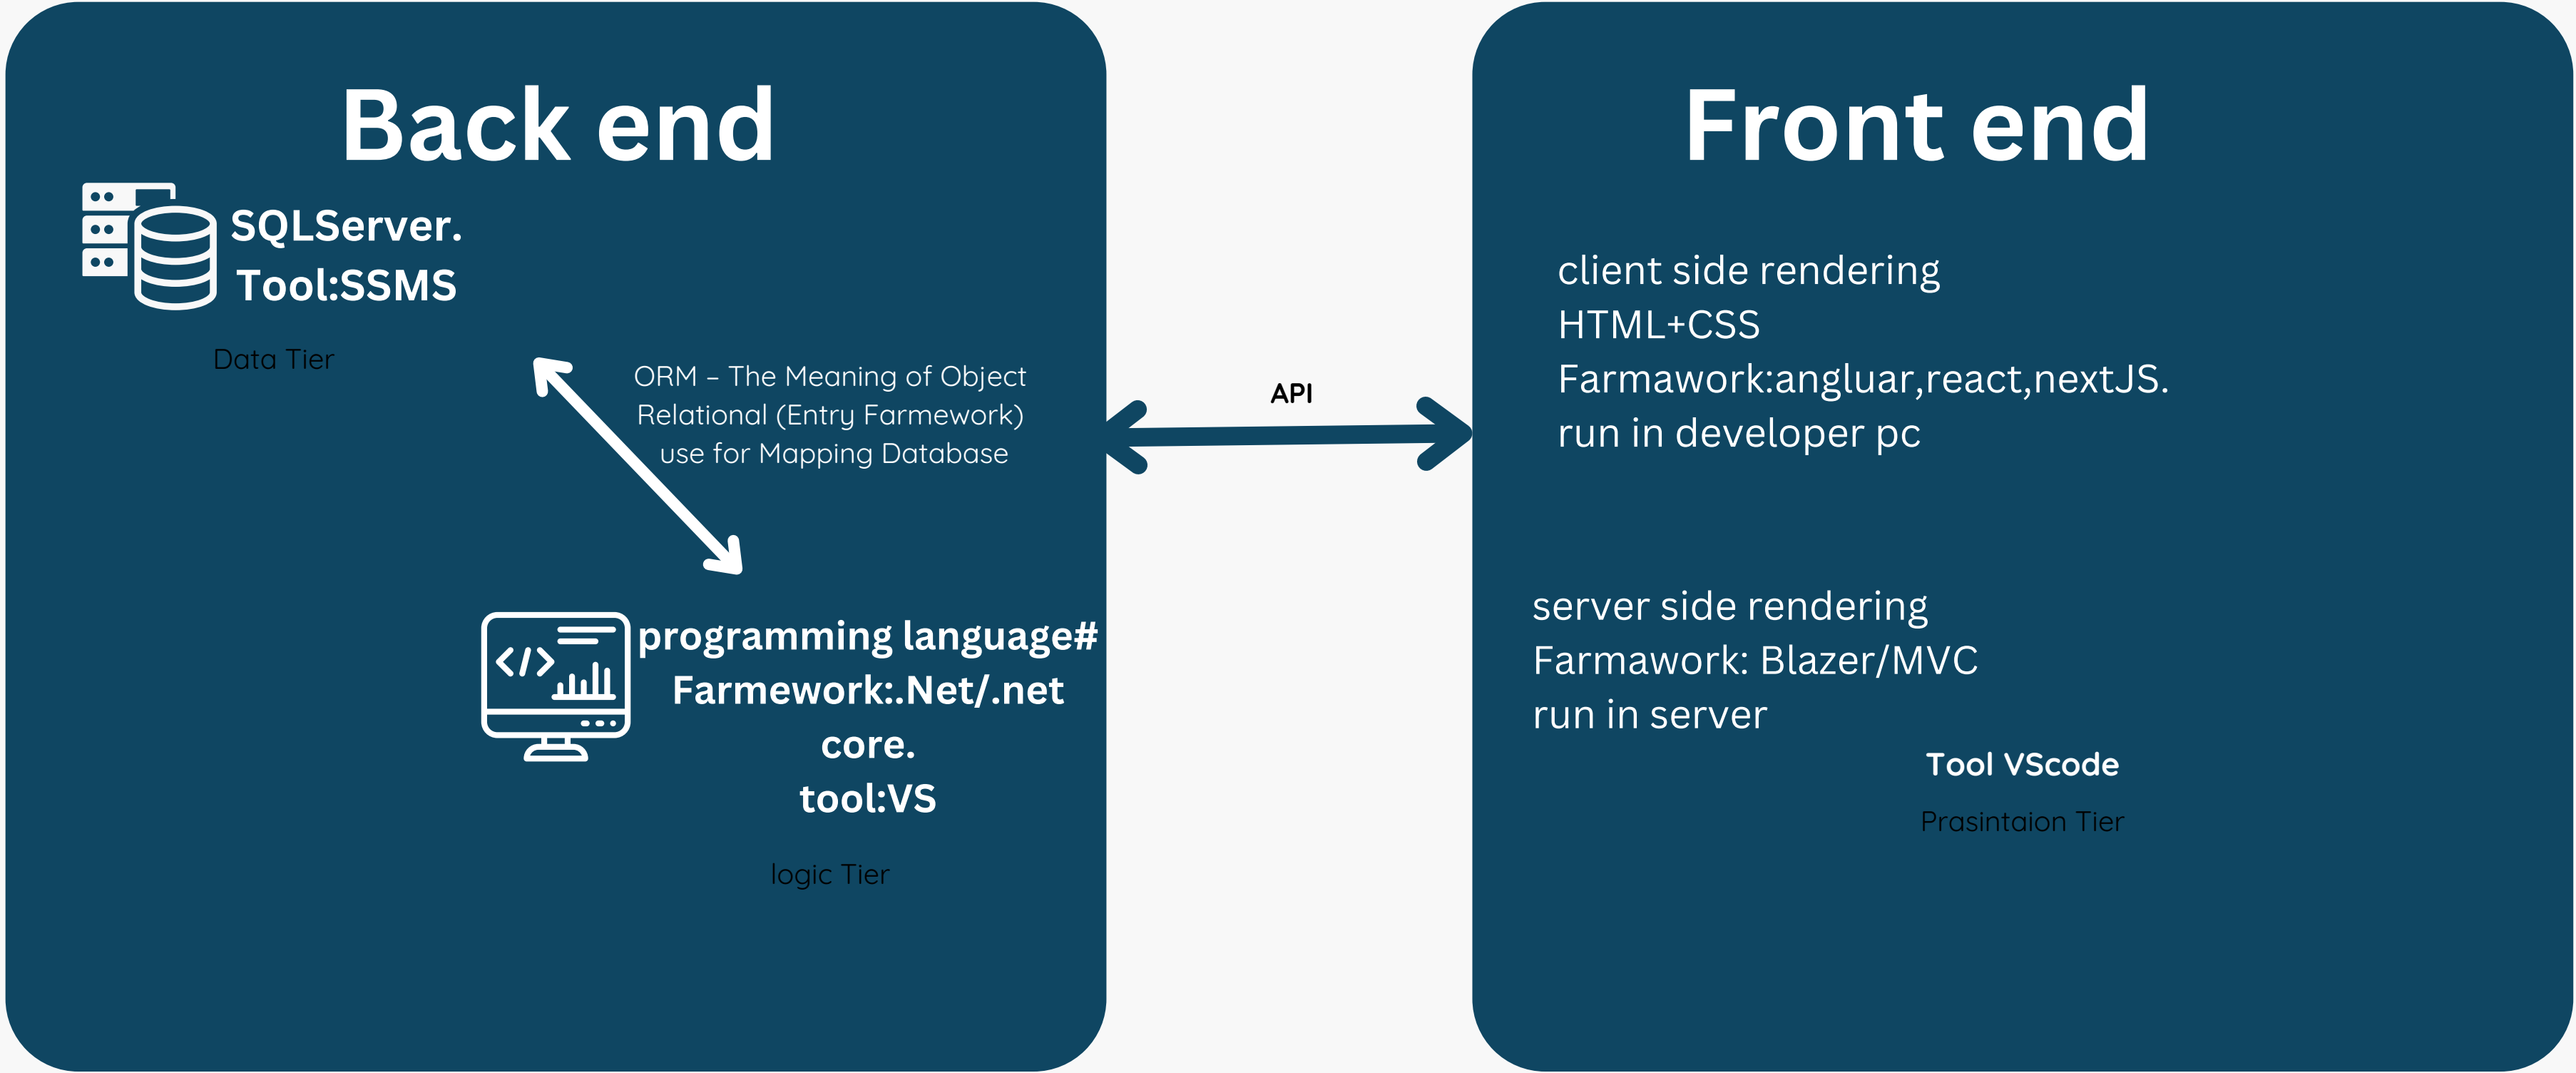 Back end
SQLServer.
Tool:SSMS
Data Tier
ORM – The Meaning of Object
Relational (Entry Farmework)
use for Mapping Database
programming language#
Farmework:.Net/.net
core.
tool:VS
logic Tier
API
Front end
client side rendering
HTML+CSS
Farmawork:angluar,react,nextJS.
run in developer pc
server side rendering
Farmawork: Blazer/MVC
run in server
Tool VScode
Prasintaion Tier